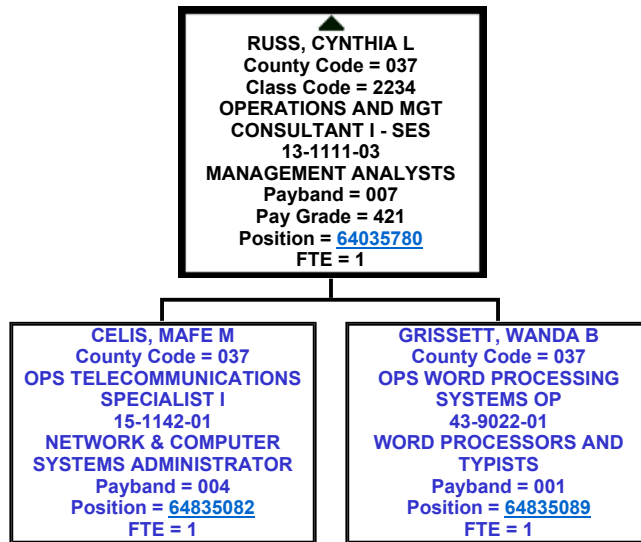 RUSS, CYNTHIA L
County Code = 037
Class Code = 2234
OPERATIONS AND MGT
CONSULTANT I - SES
13-1111-03
MANAGEMENT ANALYSTS
Payband = 007
Pay Grade = 421
Position = 64035780
FTE = 1
CELIS, MAFE M
County Code = 037
OPS TELECOMMUNICATIONS
SPECIALIST I
15-1142-01
NETWORK & COMPUTER
SYSTEMS ADMINISTRATOR
Payband = 004
Position = 64835082
FTE = 1
GRISSETT, WANDA B
County Code = 037
OPS WORD PROCESSING
SYSTEMS OP
43-9022-01
WORD PROCESSORS AND
TYPISTS
Payband = 001
Position = 64835089
FTE = 1